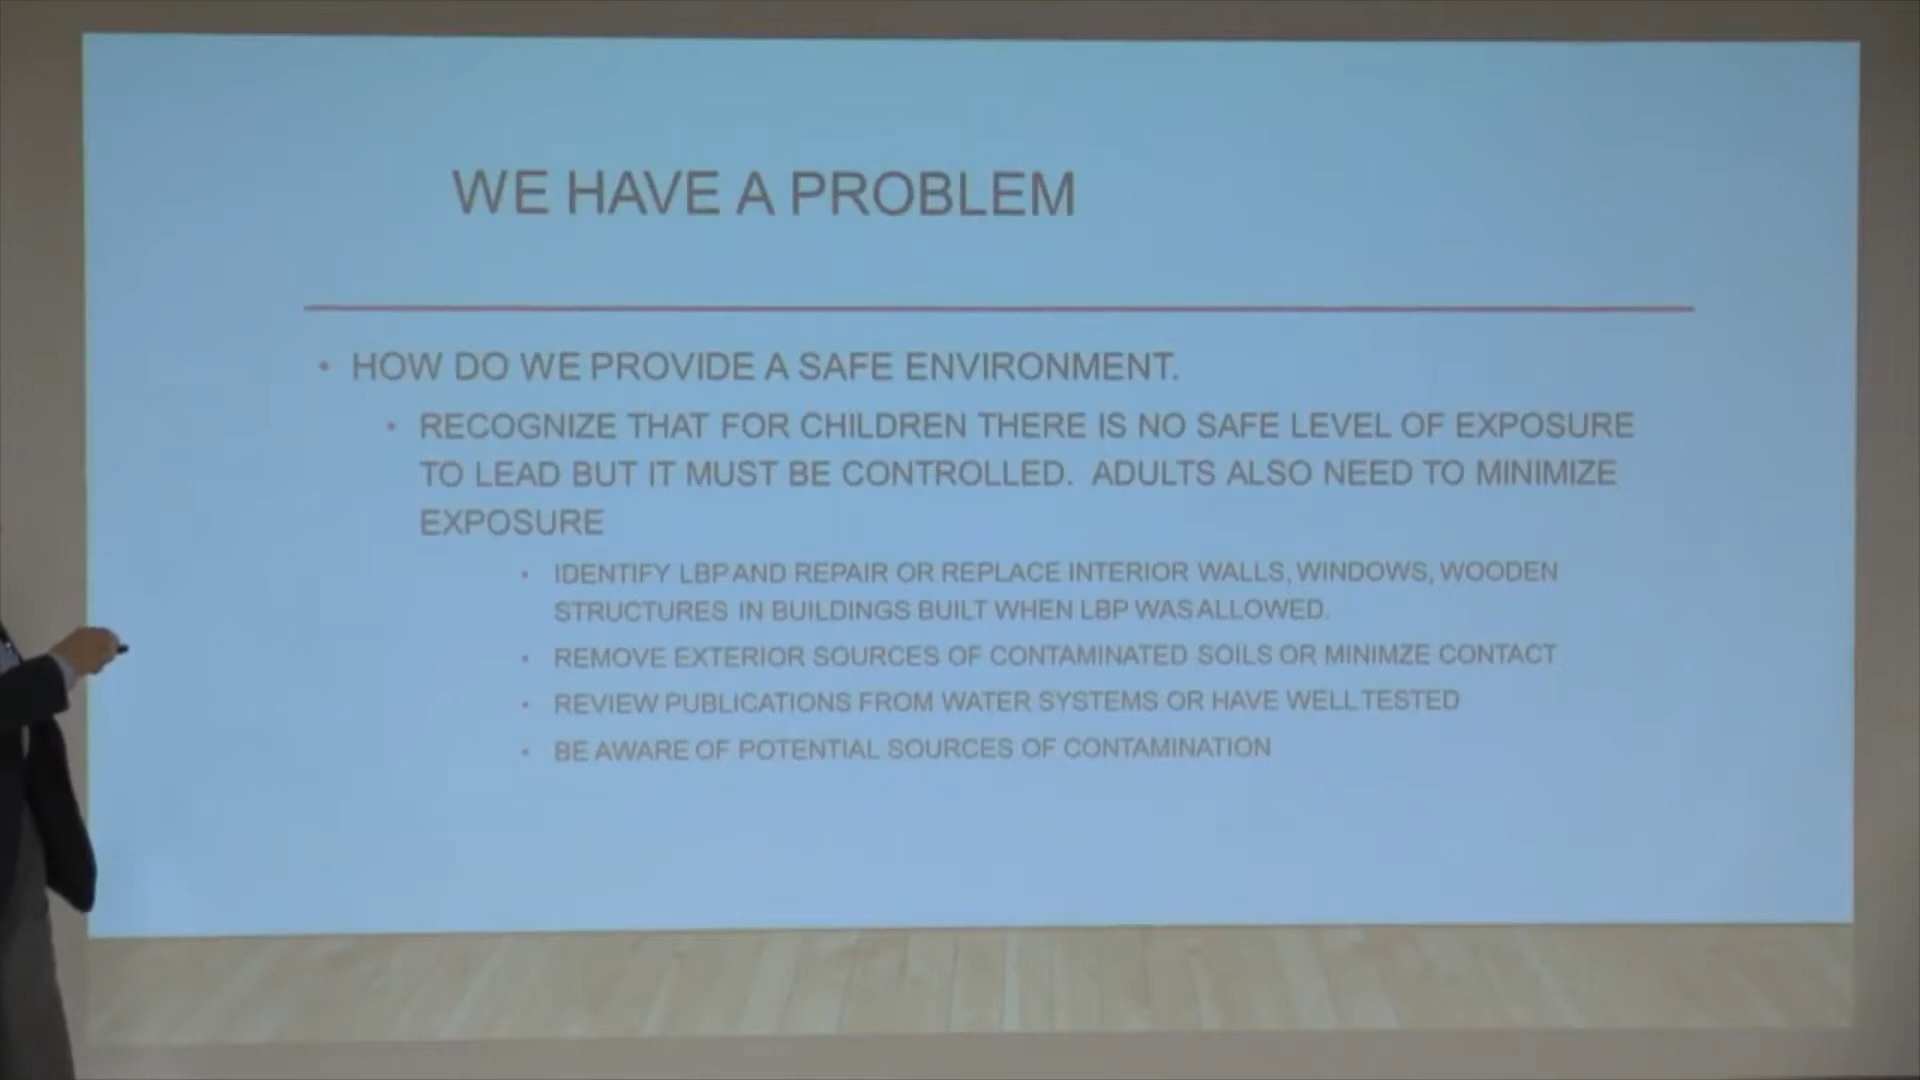 WE HAVE A PROBLEM
• HOW DO WE PROVIDE A SAFE ENVIRONMENT.
• RECOGNIZE THAT FOR CHILDREN THERE IS NO SAFE LEVEL OF EXPOSURE
TO LEAD BUT IT MUST BE CONTROLLED. ADULTS ALSO NEED TO MINIMIZE
EXPOSURE
• IDENTIFY LBP AND REPAIR OR REPLACE INTERIOR WALLS, WINDOWS, WOODEN
STRUCTURES IN BUILDINGS BUILT WHEN LBP WAS ALLOWED.
• REMOVE EXTERIOR SOURCES OF CONTAMINATED SOILS OR MINIMZE CONTACT
• REVIEW PUBLICATIONS FROM WATER SYSTEMS OR HAVE WELL TESTED
• BE AWARE OF POTENTIAL SOURCES OF CONTAMINATION